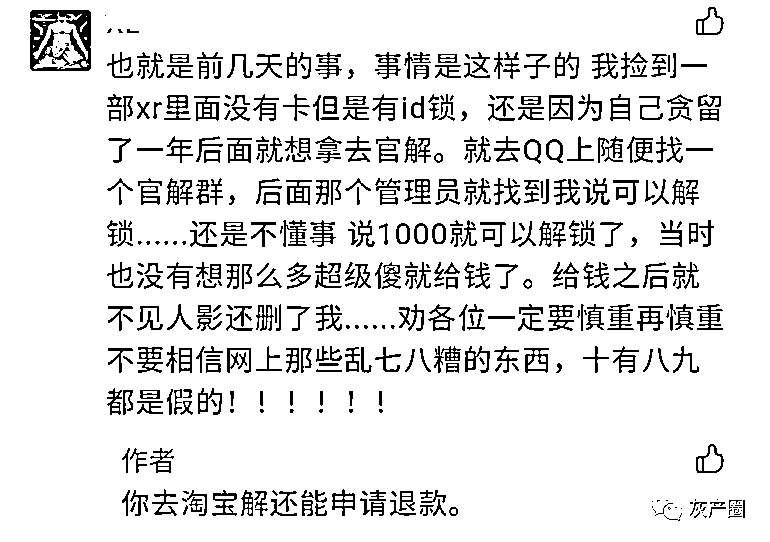 也就是前几天的事，事情是这样子的 我捡到一
部xr里面没有卡但是有id锁，还是因为自己贪留
了一年后面就想拿去官解。就去QQ上随便找一
个官解群，后面那个管理员就找到我说可以解
锁......还是不懂事 说1000就可以解锁了，当时
也没有想那么多超级傻就给钱了。给钱之后就
不见人影还删了我......劝各位一定要慎重再慎重
不要相信网上那些乱七八糟的东西，十有八九
都是假的！！！！！！
作者
你去淘宝解还能申请退款。
灰产圈